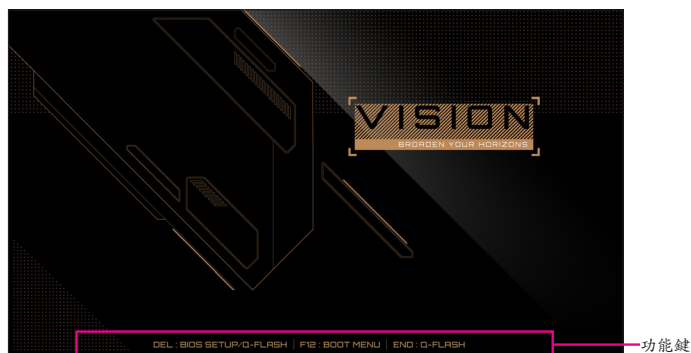 VISION
BROADEN YOUR HORIZONS
DEL : BIOS SETUP/Q-FLASH | F12 : BOOT MENU | END : Q-FLASH
功能鍵